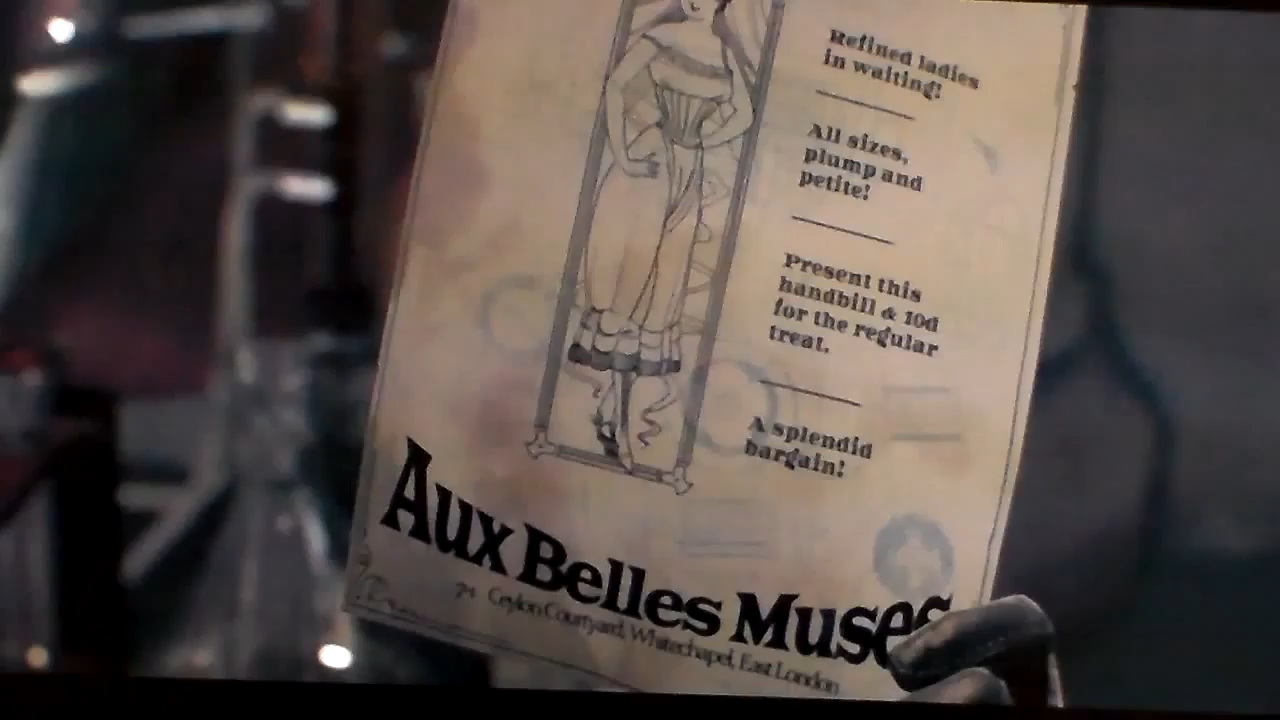 Refined ladies
in waiting!
All sizes,
plump and
petite!
Present this
handbill & 10d
for the regular
treat.
A splendid
bargain!
Aux Belles Muses
74 Ceylon Courtyard, Whitechapel, East London